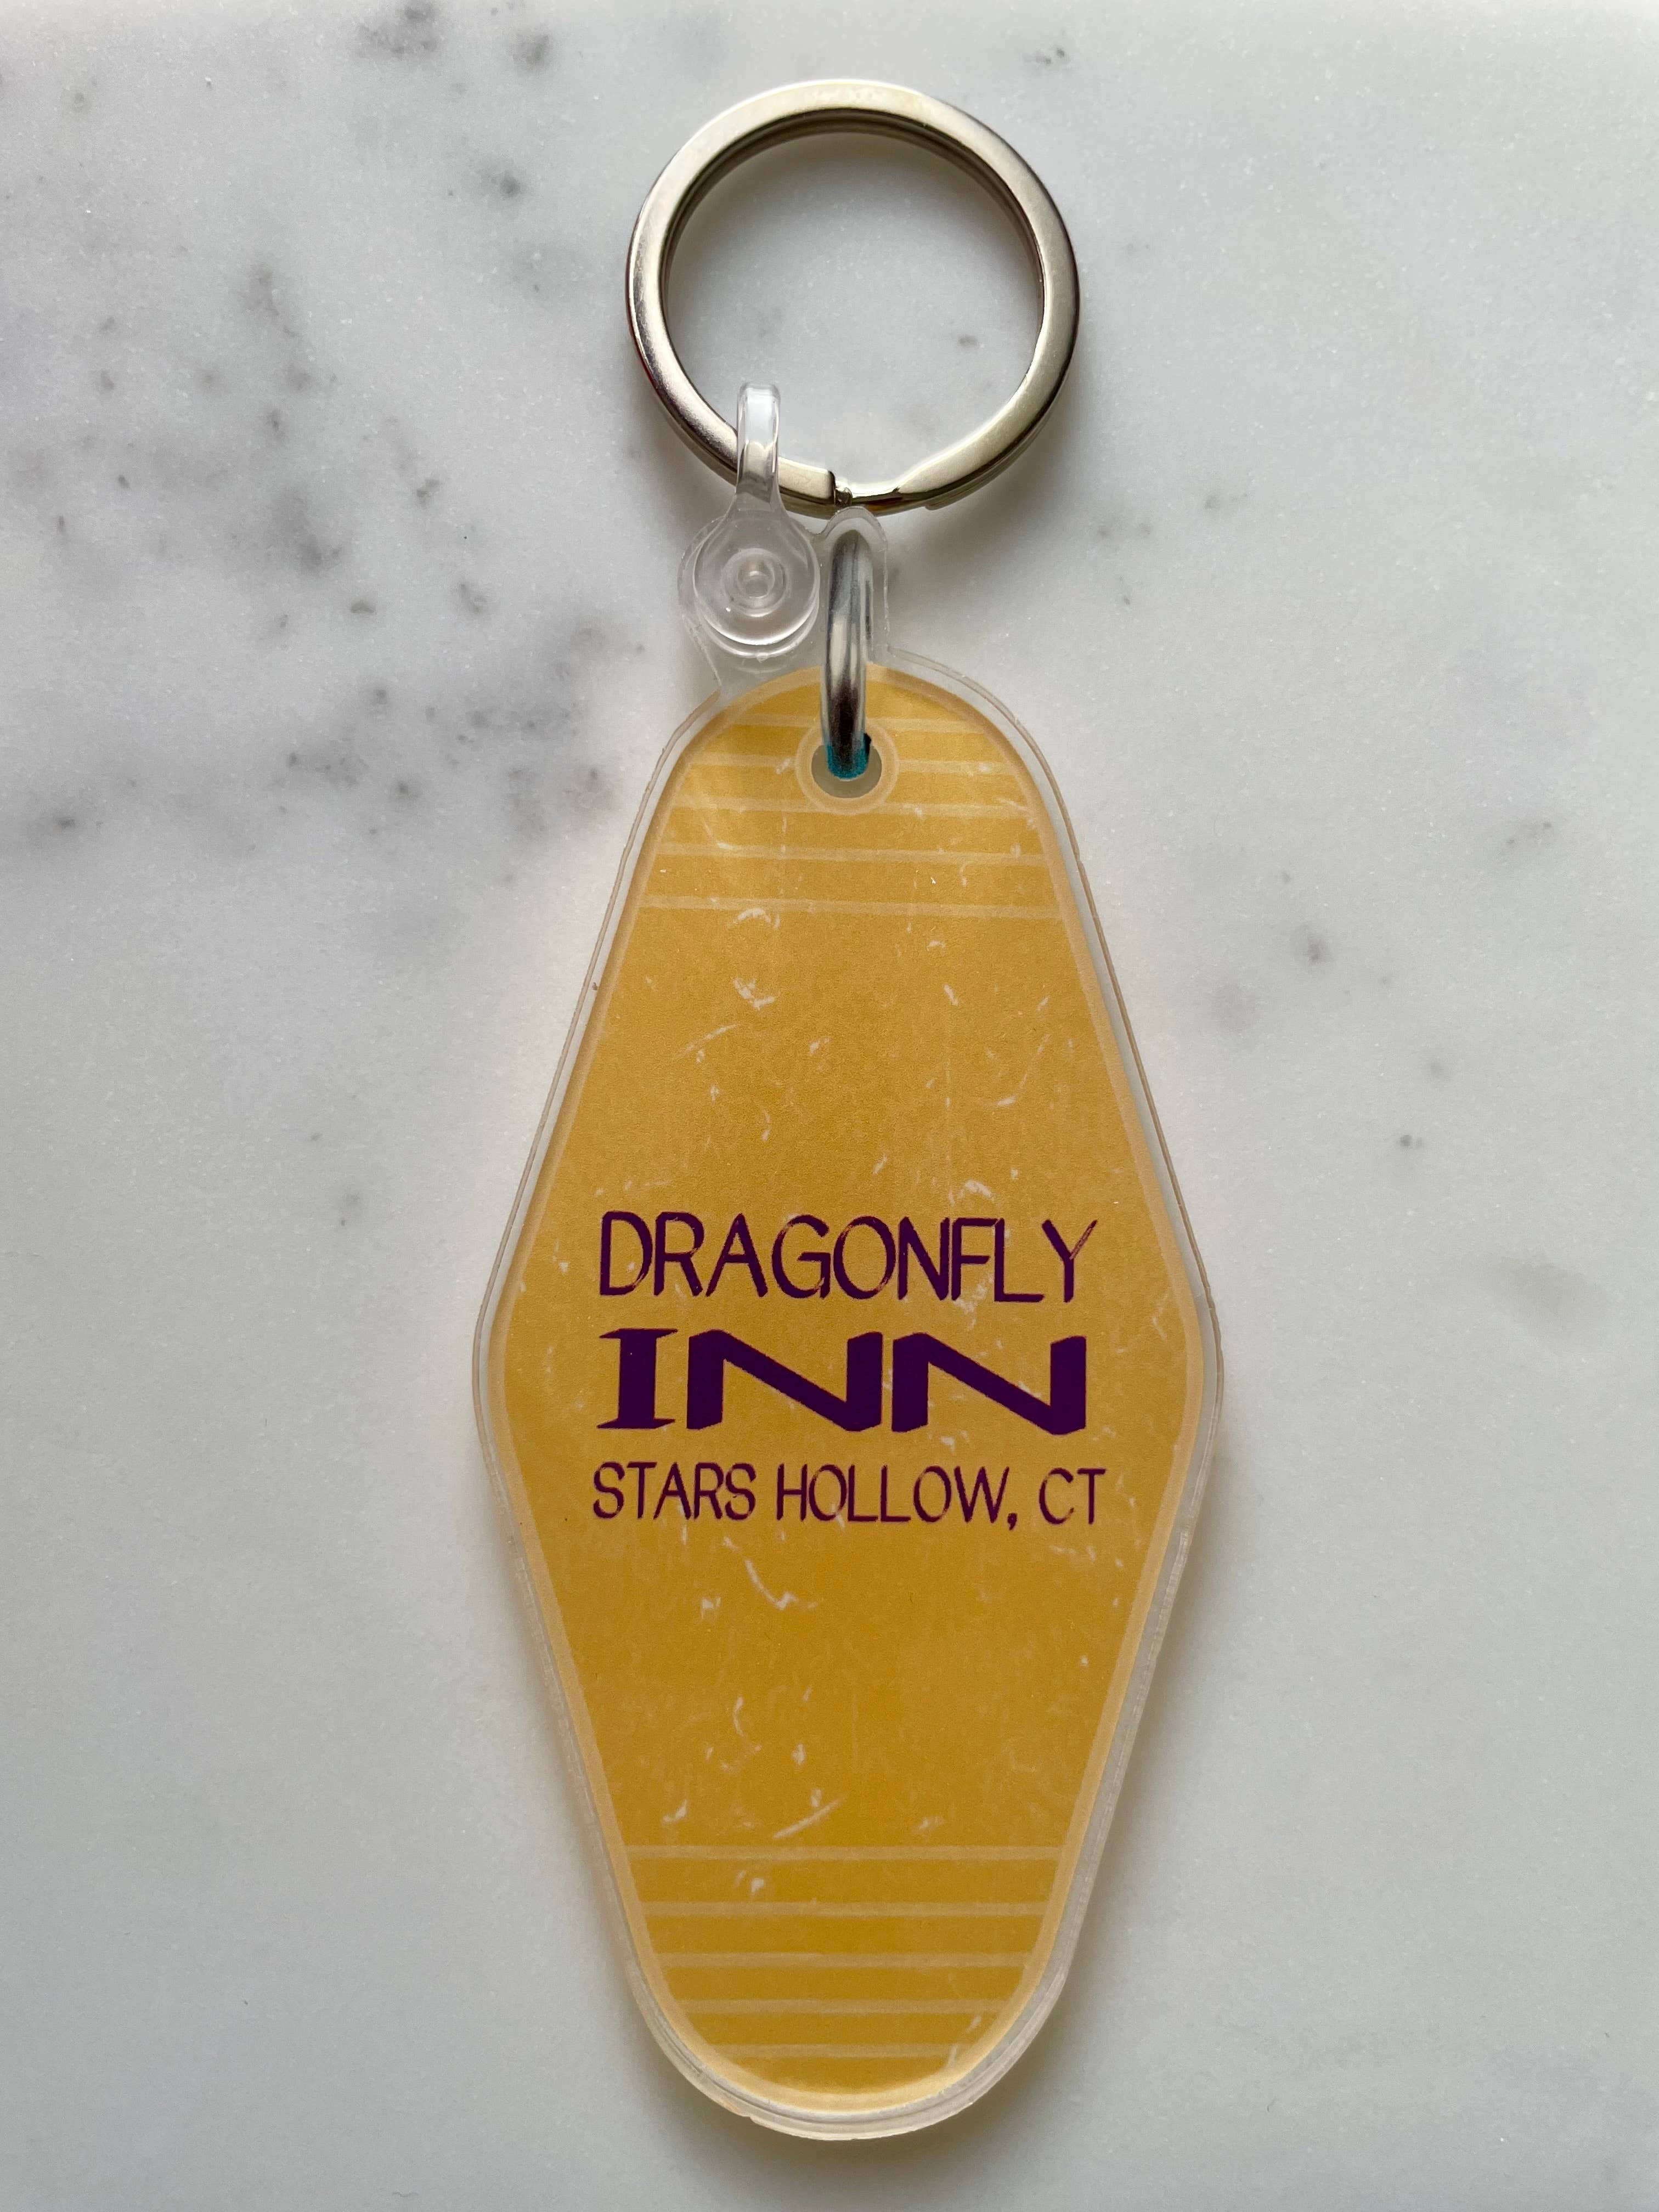 DRAGONFLY
INN
STARS HOLLOW, CT